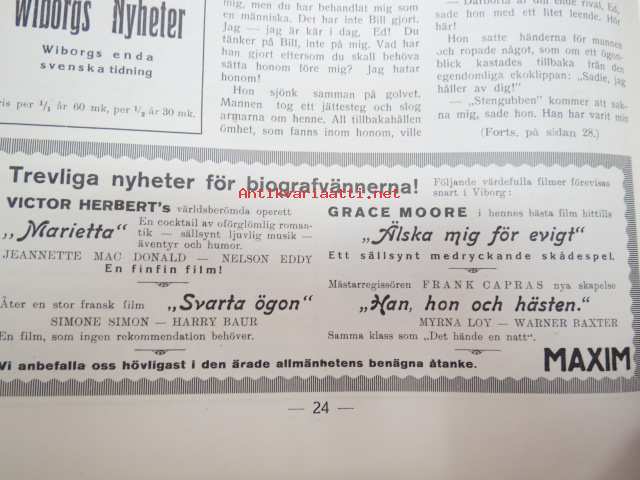 Wiborgs Nyheter
Wiborgs enda
svenska tidning
pris per 1/1 år 60 mk, per 1/2 år 30 mk.
mig, men du har behandlat mig som
en människa. Det har inte Bill gjort.
Jag — jag är kär i dag, Ed! Du
tänker på Bill, inte på mig. Vad har
han gjort eftersom du skall behöva
sätta honom före mig? Jag hatar
honom!
Hon sjönk samman på golvet.
Mannen tog ett jättesteg och slog
armarna om henne. All tillbakahållen
ömhet, som fanns inom honom, ville
sade hon med ett litet leende. Hör
här!
Hon satte händerna för munnen
och ropade något, som om ett ögon-
blick kastades tillbaka från den
egendomliga ekoklippan: "Sadie, jag
håller av dig!"
— „Stengubben" kommer att sak-
na mig, sade hon. Han har varit min
(Forts. på sidan 28.)
Trevliga nyheter för biografvännerna!
Följande värdefulla filmer förevisas
snart i Viborg:
VICTOR HERBERT's världsberömda operett
„Marietta"
En cocktail av oförglömlig roman-
tik — sällsynt ljuvlig musik —
äventyr och humor.
JEANNETTE MAC DONALD — NELSON EDDY
En finfin film!
GRACE MOORE i hennes bästa film hittills
„Älska mig för evigt"
Ett sällsynt medryckande skådespel.
Åter en stor fransk film „Svarta ögon"
SIMONE SIMON — HARRY BAUR
En film, som ingen rekommendation behöver.
Mästarregissören FRANK CAPRAS nya skapelse
„Han, hon och hästen."
MYRNA LOY — WARNER BAXTER
Samma klass som „Det hände en natt".
Vi anbefalla oss hövligast i den ärade allmänhetens benägna åtanke.
MAXIM
— 24 —
Antikvariaatti.net